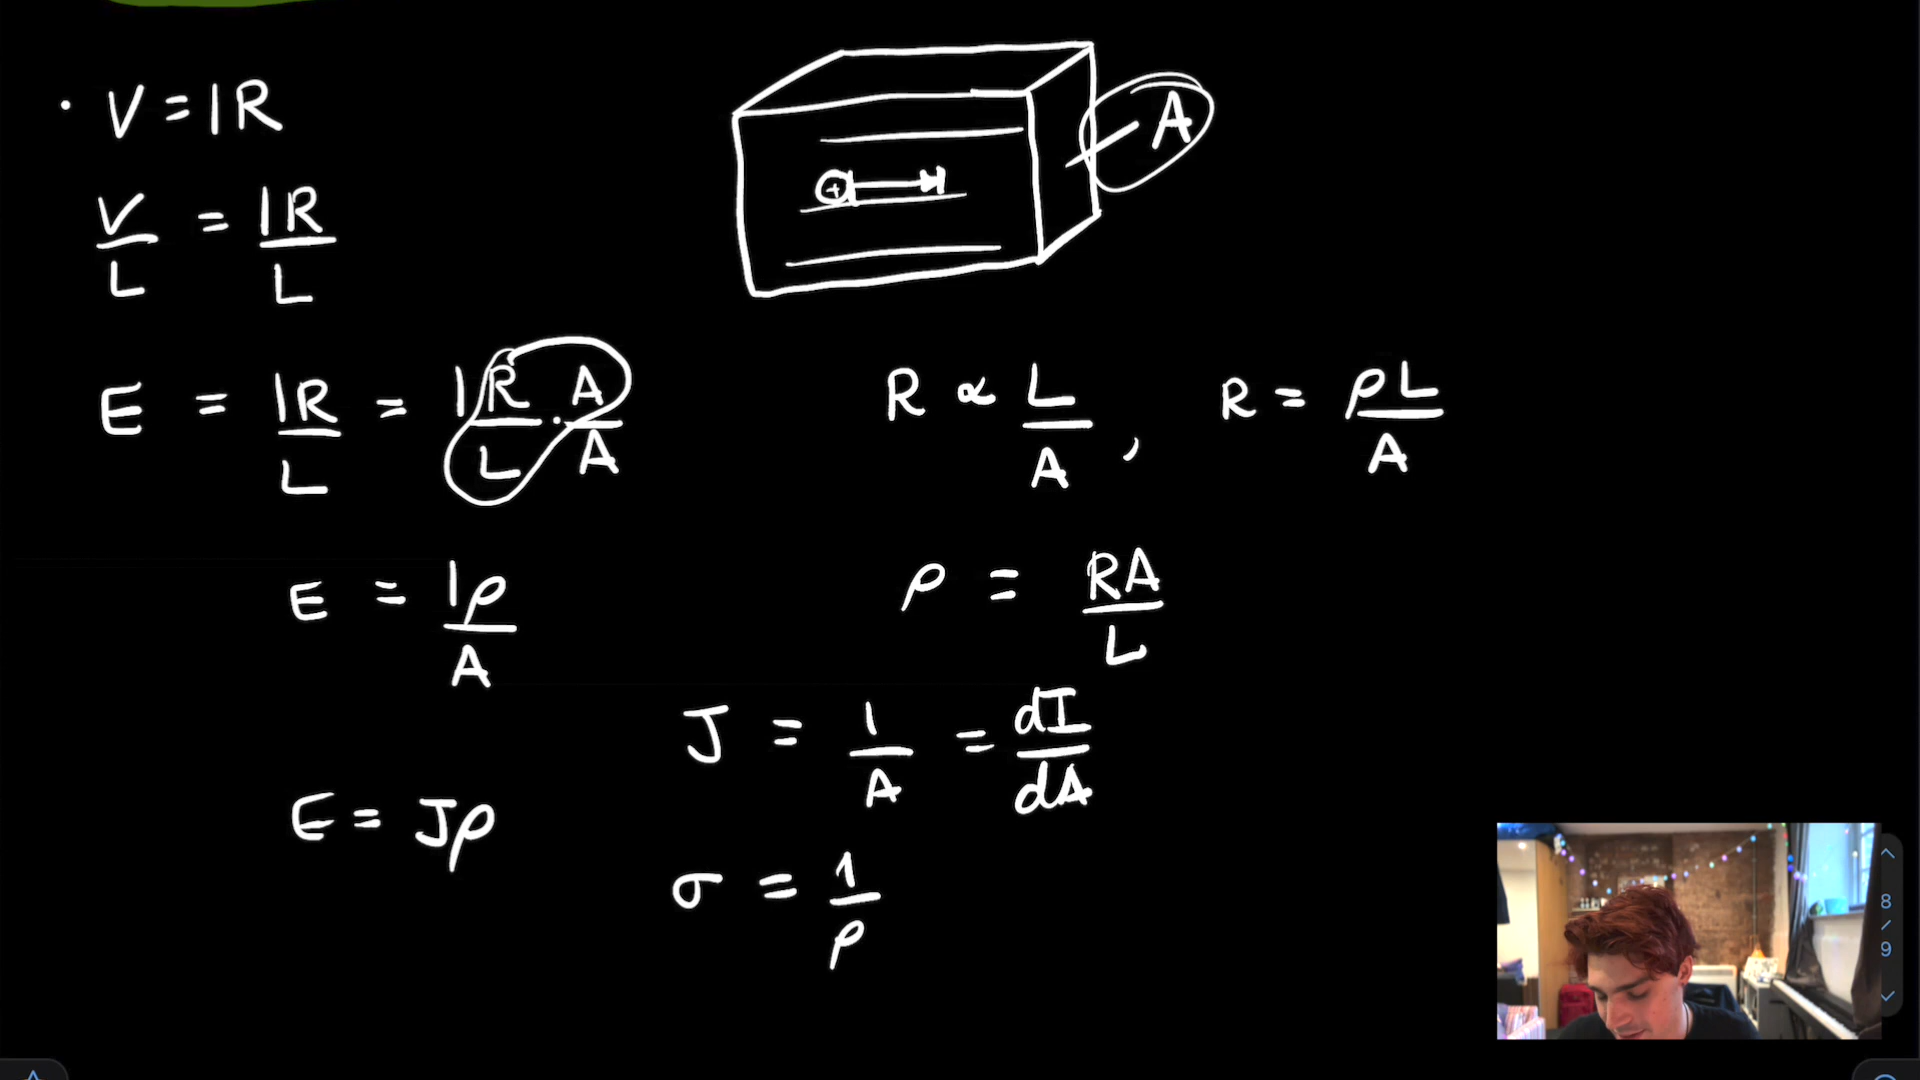 · V = IR
A
V/L = IR/L
E = IR/L = IR/L · A/A
R ∝ L/A , R = ρL/A
E = Iρ/A
ρ = RA/L
J = I/A = dI/dA
E = Jρ
σ = 1/ρ
8
/
9